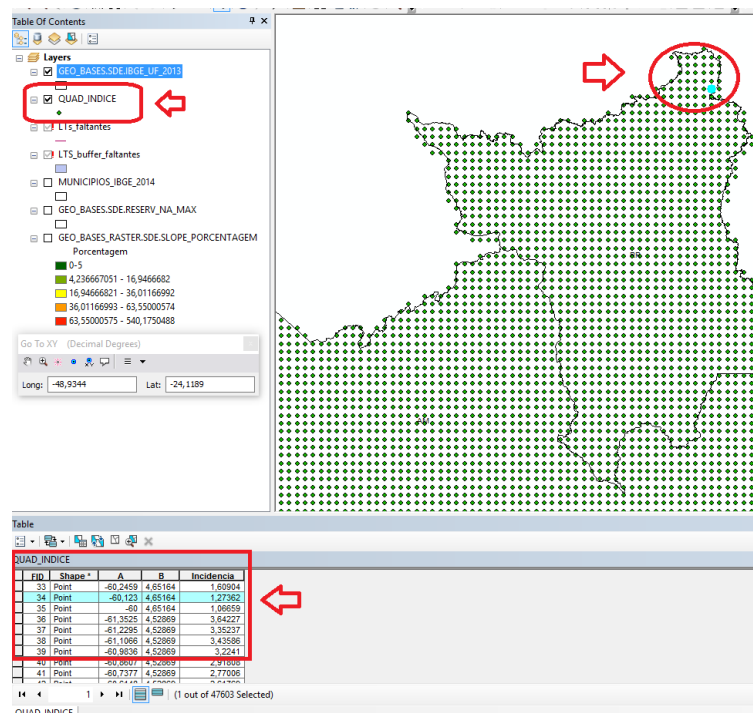 Table Of Contents
Layers
GEO_BASES.SDE.IBGE_UF_2013
QUAD_INDICE
LTs_faltantes
LTS_buffer_faltantes
MUNICIPIOS_IBGE_2014
GEO_BASES.SDE.RESERV_NA_MAX
GEO_BASES_RASTER.SDE.SLOPE_PORCENTAGEM
Porcentagem
0-5
4,236667051 - 16,9466682
16,94666821 - 36,01166992
36,01166993 - 63,55000574
63,55000575 - 540,1750488
Go To XY (Decimal Degrees)
Long: -48,9344 Lat: -24,1189
RR
AM
Table
QUAD_INDICE
FID Shape * A B Incidencia
33 Point -60,2459 4,65164 1,60904
34 Point -60,123 4,65164 1,27362
35 Point -60 4,65164 1,06659
36 Point -61,3525 4,52869 3,64227
37 Point -61,2295 4,52869 3,35237
38 Point -61,1066 4,52869 3,43586
39 Point -60,9836 4,52869 3,2241
40 Point -60,8607 4,52869 2,91808
41 Point -60,7377 4,52869 2,77006
1 (1 out of 47603 Selected)
QUAD_INDICE